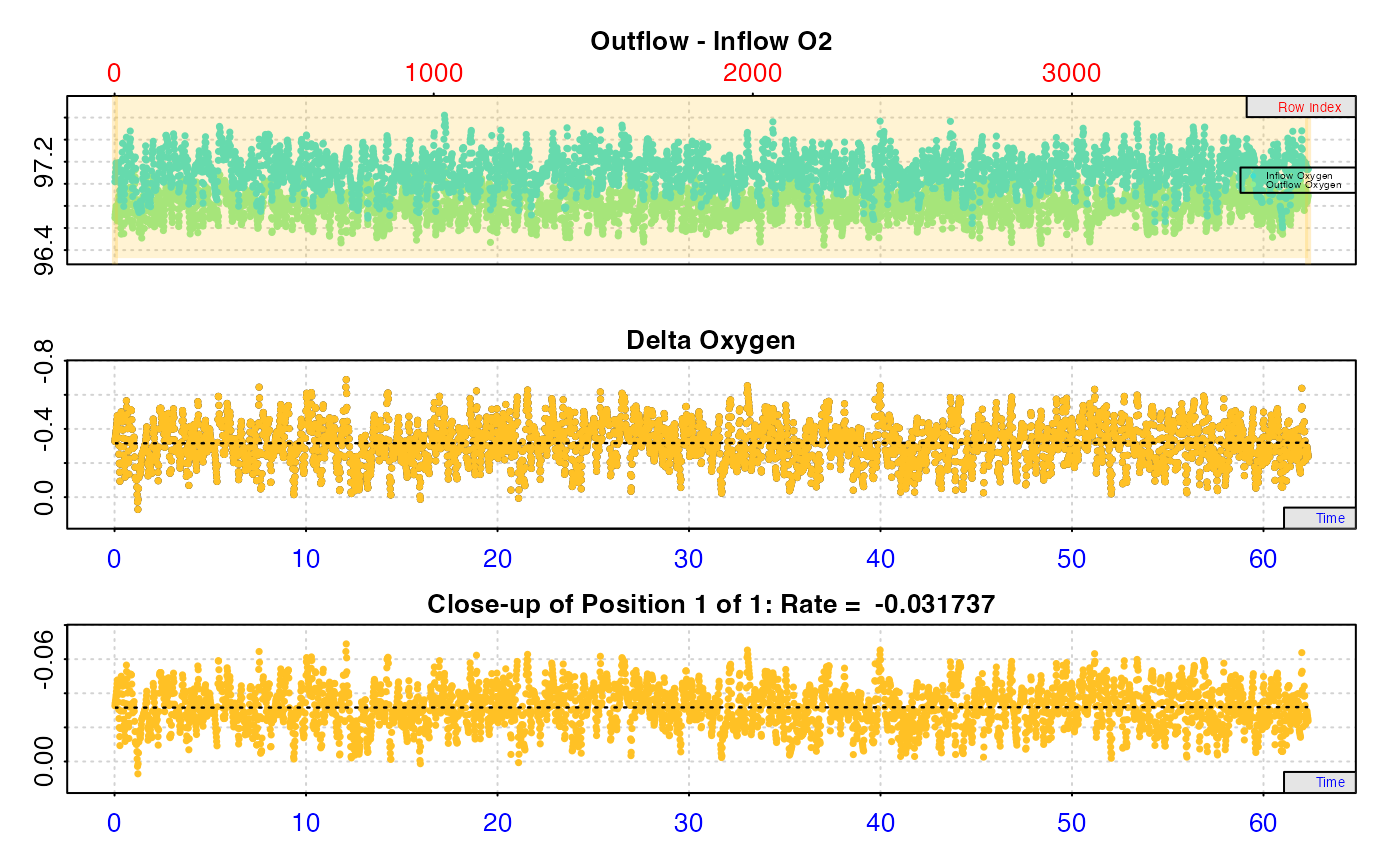 Outflow - Inflow O2
0 1000 2000 3000
Row index
97.2
Inflow Oxygen
Outflow Oxygen
96.4
Delta Oxygen
-0.8
-0.4
0.0
Time
0 10 20 30 40 50 60
Close-up of Position 1 of 1: Rate = -0.031737
-0.06
0.00
Time
0 10 20 30 40 50 60